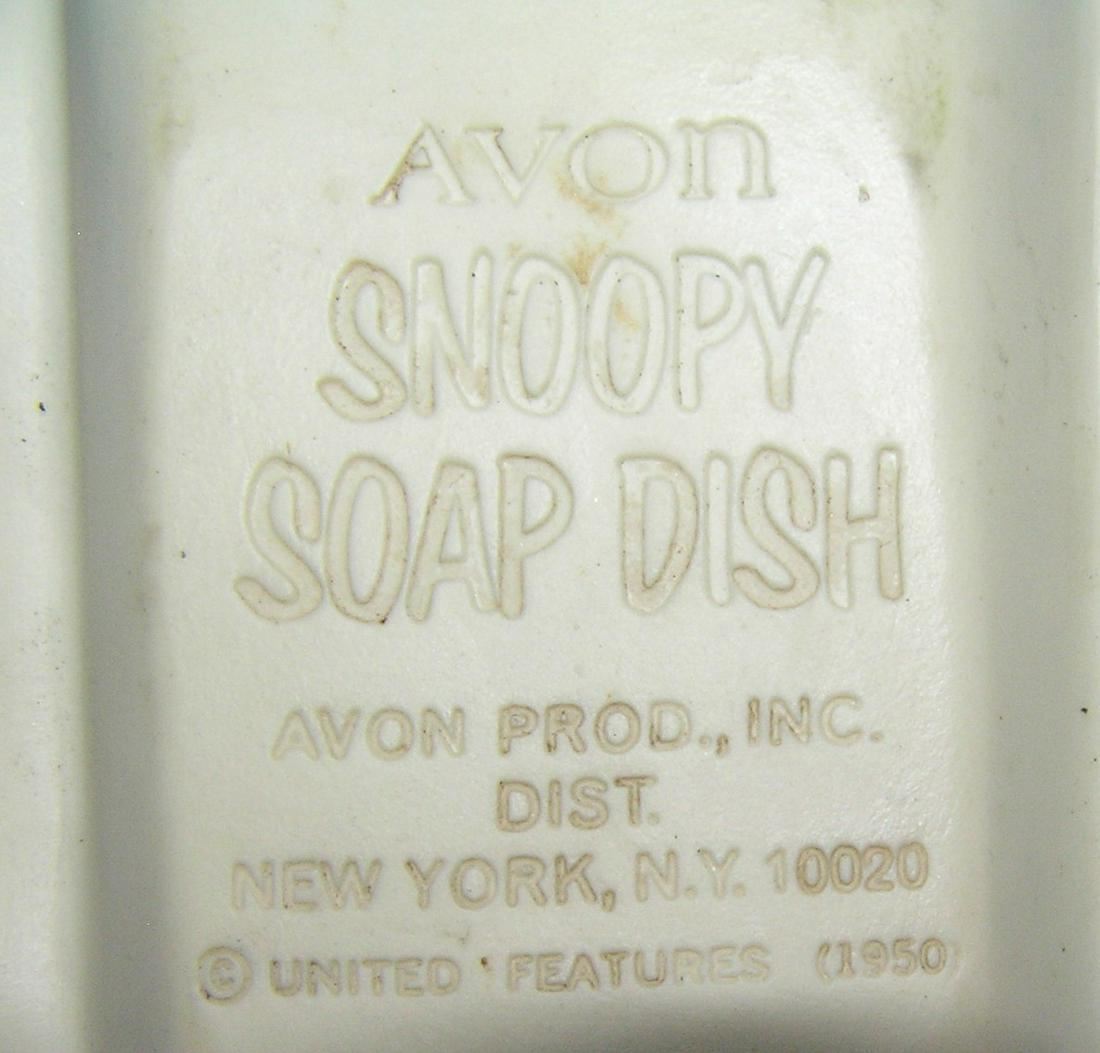 Avon
SNOOPY
SOAP DISH
AVON PROD., INC.
DIST.
NEW YORK, N.Y. 10020
© UNITED FEATURES (1950)